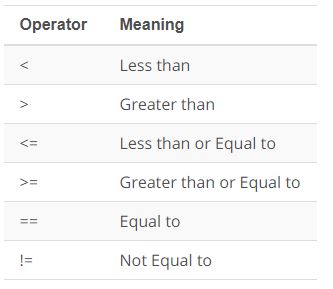 Operator Meaning
< Less than
> Greater than
<= Less than or Equal to
>= Greater than or Equal to
== Equal to
!= Not Equal to